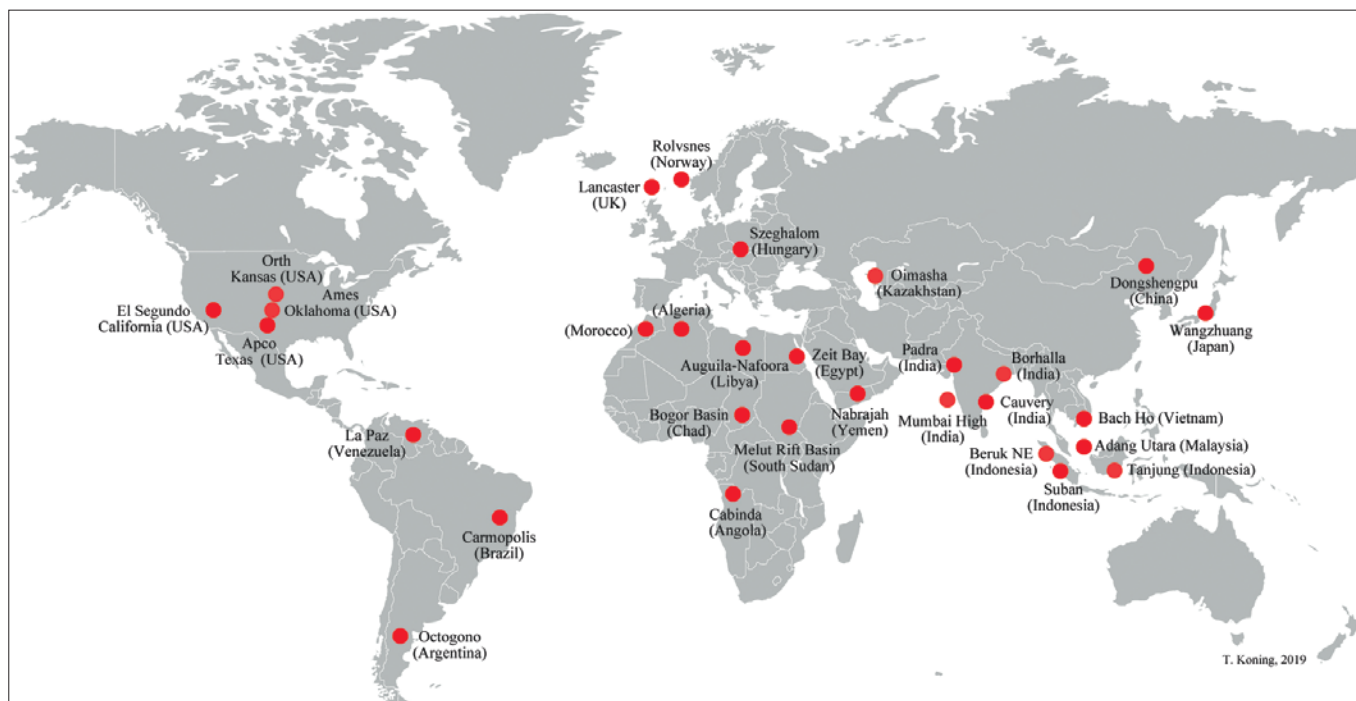 Rolvsnes
(Norway)
Lancaster
(UK)
Szeghalom
(Hungary)
Orth
Kansas (USA)
Ames
Oklahoma (USA)
El Segundo
California (USA)
Apco
Texas (USA)
Oimasha
(Kazakhstan)
Dongshengpu
(China)
Wangzhuang
(Japan)
(Algeria)
(Morocco)
Auguila-Nafoora
(Libya)
Zeit Bay
(Egypt)
Padra
(India)
Borhalla
(India)
Bogor Basin
(Chad)
Nabrajah
(Yemen)
Mumbai High
(India)
Cauvery
(India)
Bach Ho (Vietnam)
La Paz
(Venezuela)
Melut Rift Basin
(South Sudan)
Beruk NE
(Indonesia)
Adang Utara (Malaysia)
Tanjung (Indonesia)
Suban
(Indonesia)
Cabinda
(Angola)
Carmopolis
(Brazil)
Octogono
(Argentina)
T. Koning, 2019